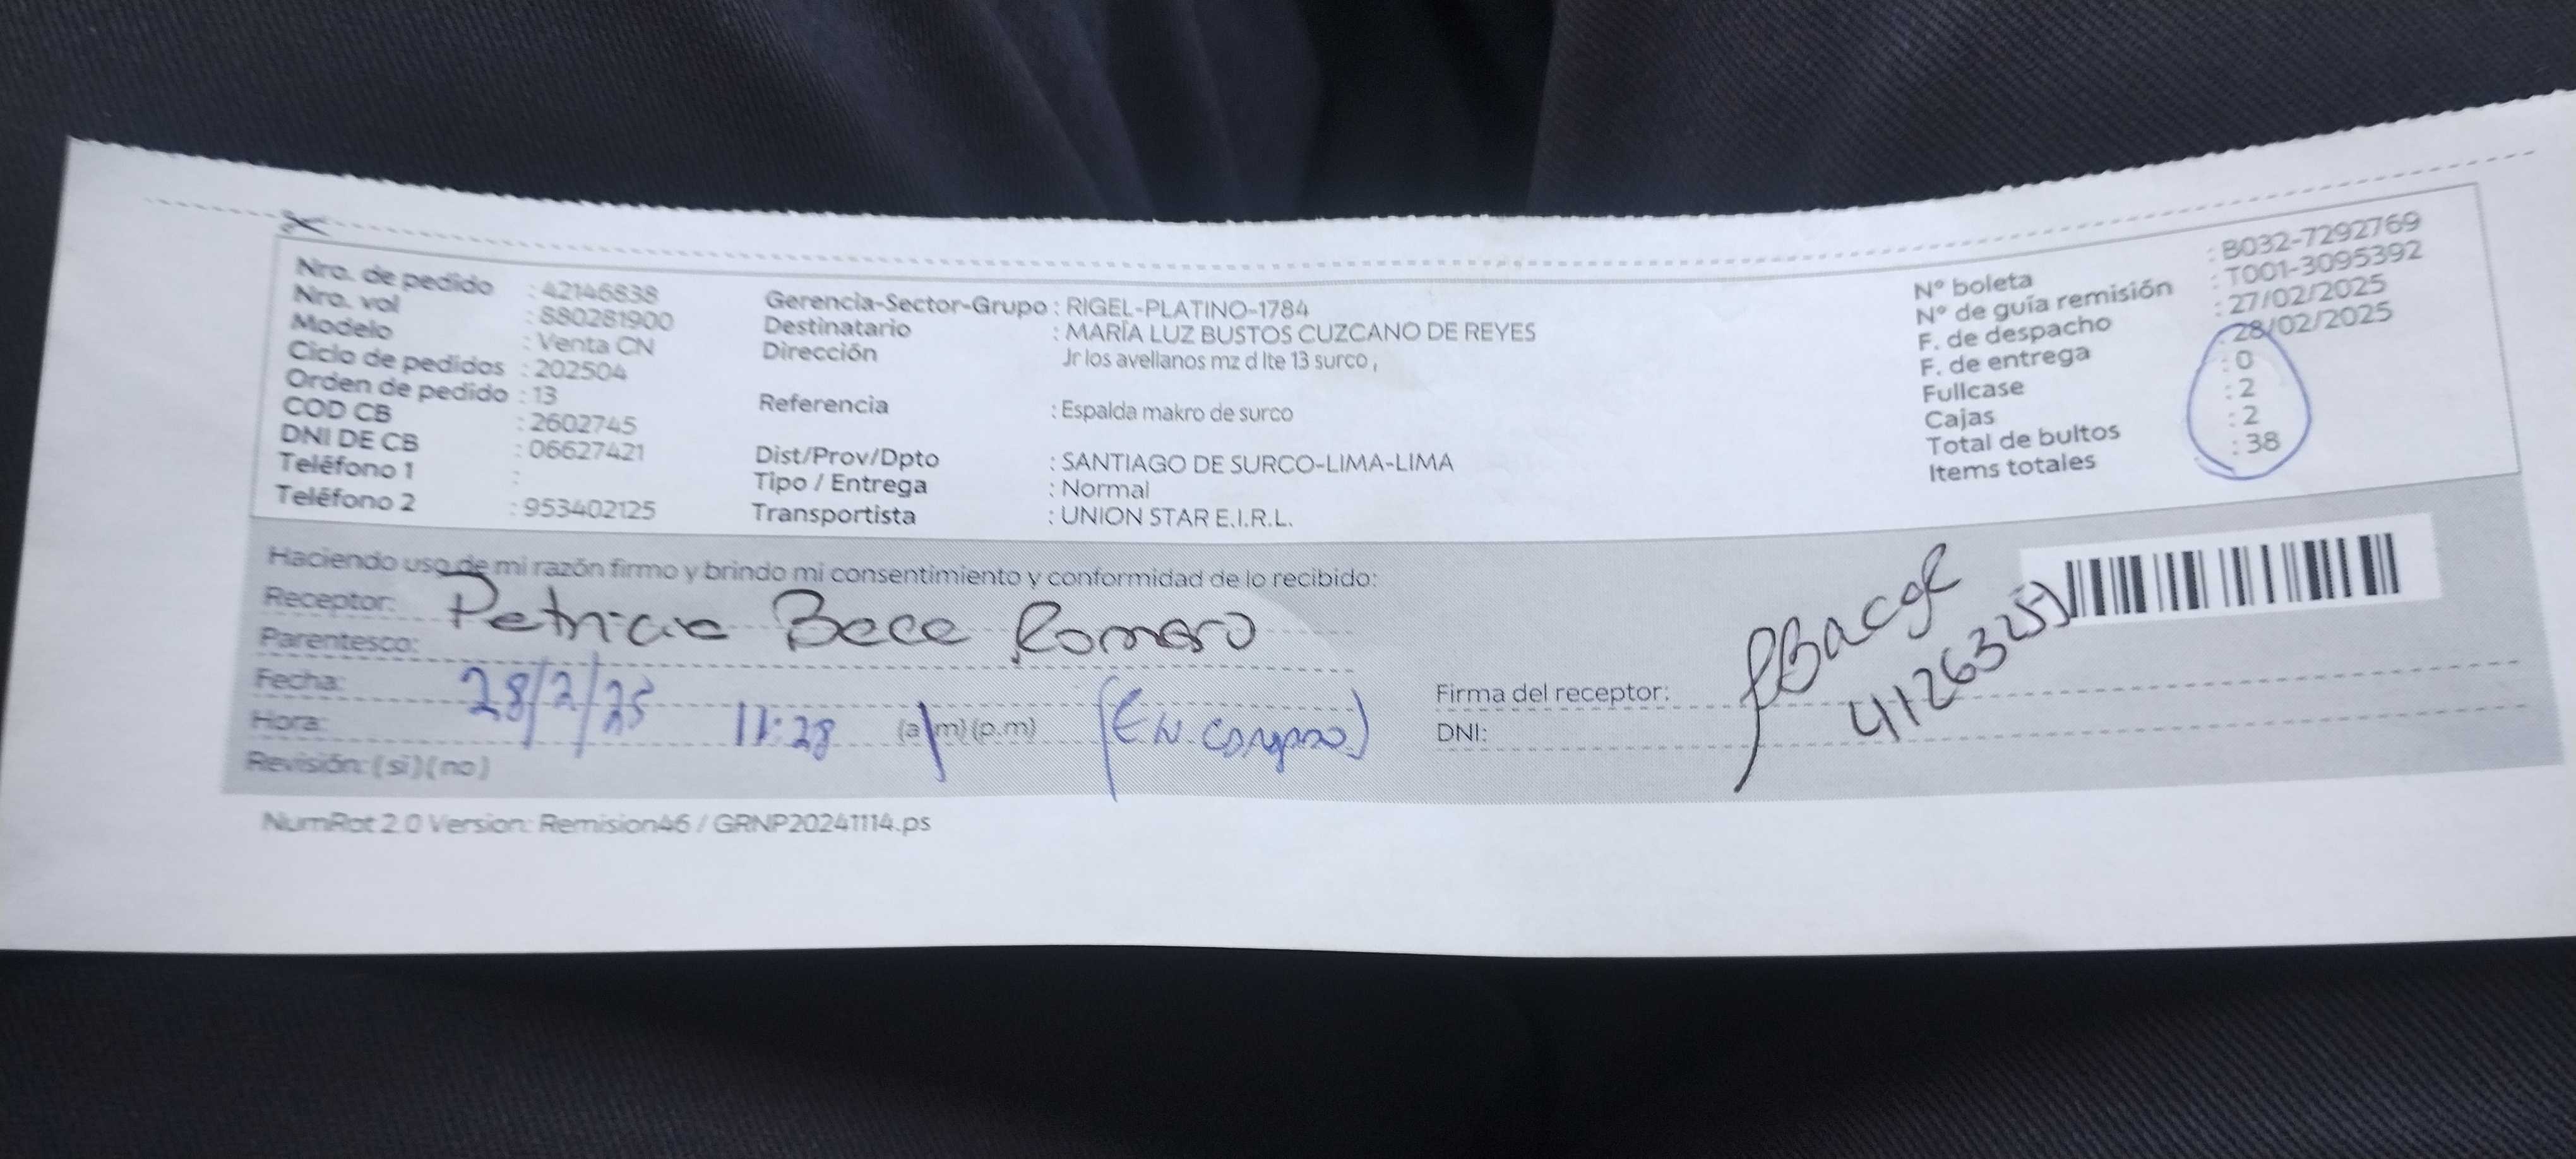 Nro. de pedido : 42146838
Nro. vol : 880281900
Modelo : Venta CN
Ciclo de pedidos : 202504
Orden de pedido : 13
COD CB : 2602745
DNI DE CB : 06627421
Teléfono 1 :
Teléfono 2 : 953402125
Gerencia-Sector-Grupo : RIGEL-PLATINO-1784
Destinatario : MARÍA LUZ BUSTOS CUZCANO DE REYES
Dirección Jr los avellanos mz d lte 13 surco ,
Referencia : Espalda makro de surco
Dist/Prov/Dpto : SANTIAGO DE SURCO-LIMA-LIMA
Tipo / Entrega : Normal
Transportista : UNION STAR E.I.R.L.
N° boleta : B032-7292769
N° de guía remisión : T001-3095392
F. de despacho : 27/02/2025
F. de entrega : 28/02/2025
Fullcase : 0
Cajas : 2
Total de bultos : 2
Items totales : 38
Haciendo uso de mi razón firmo y brindo mi consentimiento y conformidad de lo recibido:
Receptor: Patricia Baca Romero
Parentesco:
Fecha: 28/2/25
Hora: 11:28 (a.m)(p.m)
Revisión: (si)(no)
Firma del receptor: PBacaR
DNI: 41263253
NumRot 2.0 Version: Remision46 / GRNP20241114.ps